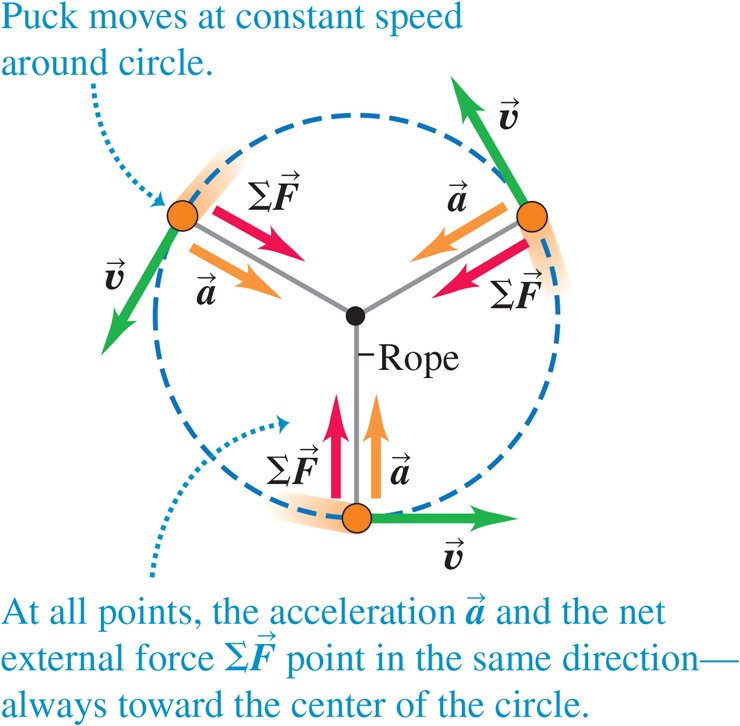 Puck moves at constant speed
around circle.
v⃗
ΣF⃗
a⃗
a⃗
v⃗
ΣF⃗
v⃗
a⃗
Rope
ΣF⃗
a⃗
v⃗
At all points, the acceleration a⃗ and the net
external force ΣF⃗ point in the same direction—
always toward the center of the circle.